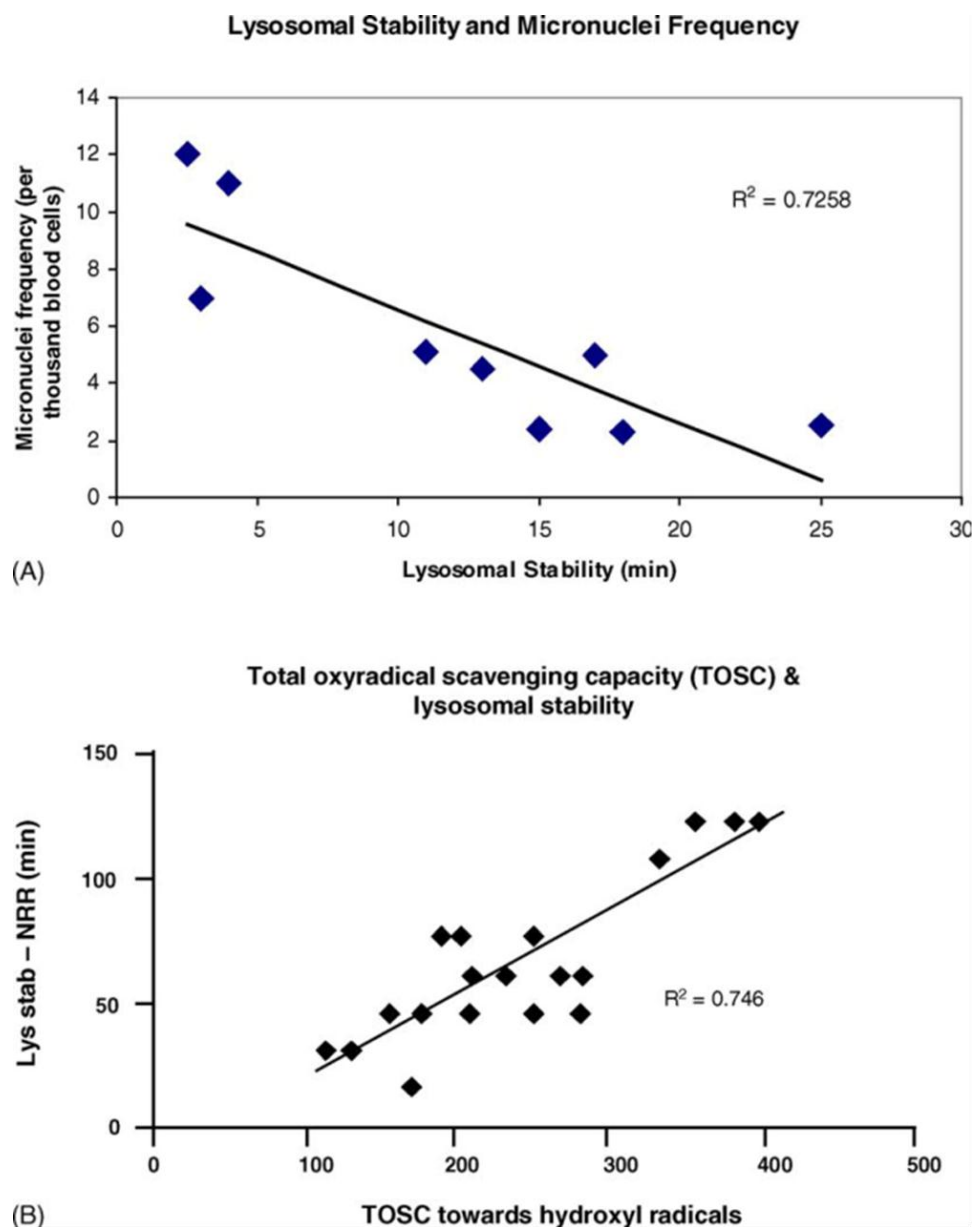 Lysosomal Stability and Micronuclei Frequency
14
12
10
8
6
4
2
0
Micronuclei frequency (per
thousand blood cells)
R² = 0.7258
0 5 10 15 20 25 30
Lysosomal Stability (min)
(A)
Total oxyradical scavenging capacity (TOSC) &
lysosomal stability
150
100
50
0
Lys stab – NRR (min)
R² = 0.746
0 100 200 300 400 500
TOSC towards hydroxyl radicals
(B)